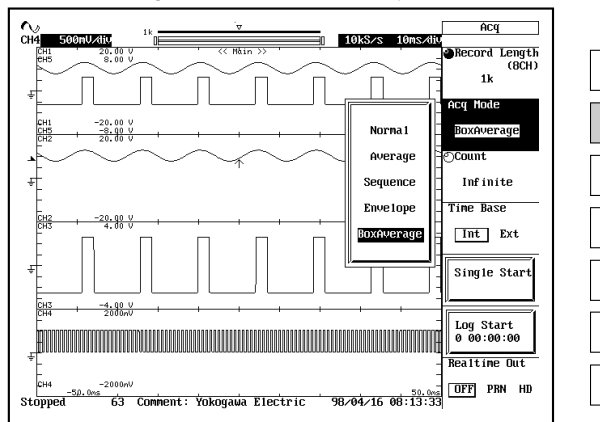 Acq
1k
CH4 500mV/div
10kS/s 10ms/div
CH1 20.00 V
CH5 8.00 V
<< Main >>
Record Length
(8CH)
1k
CH1 -20.00 V
CH5 -8.00 V
CH2 20.00 V
Acq Mode
BoxAverage
Normal
Average
Sequence
Envelope
BoxAverage
Count
Infinite
CH2 -20.00 V
CH3 4.00 V
Time Base
Int Ext
Single Start
CH3 -4.00 V
CH4 2000mV
Log Start
0 00:00:00
CH4 -2000mV
-50.0ms
50.0ms
Realtime Out
OFF PRN HD
Stopped 63 Comment: Yokogawa Electric 98/04/16 08:13:33